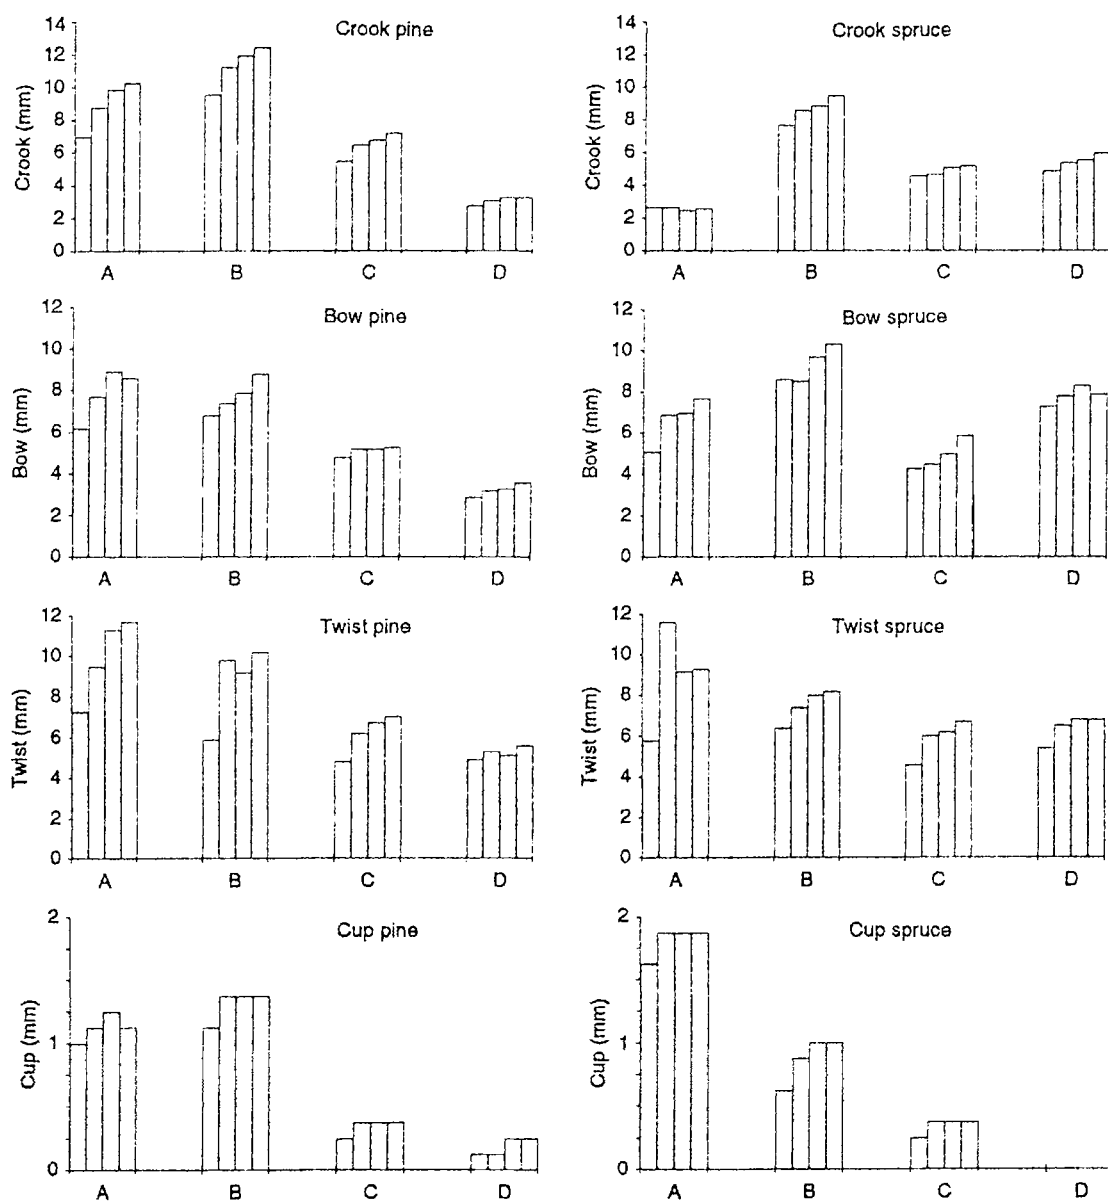 Crook pine
14
12
10
8
6
4
2
0
Crook (mm)
A B C D
Crook spruce
14
12
10
8
6
4
2
0
Crook (mm)
A B C D
Bow pine
12
10
8
6
4
2
0
Bow (mm)
A B C D
Bow spruce
12
10
8
6
4
2
0
Bow (mm)
A B C D
Twist pine
12
10
8
6
4
2
0
Twist (mm)
A B C D
Twist spruce
12
10
8
6
4
2
0
Twist (mm)
A B C D
Cup pine
2
1
0
Cup (mm)
A B C D
Cup spruce
2
1
0
Cup (mm)
A B C D